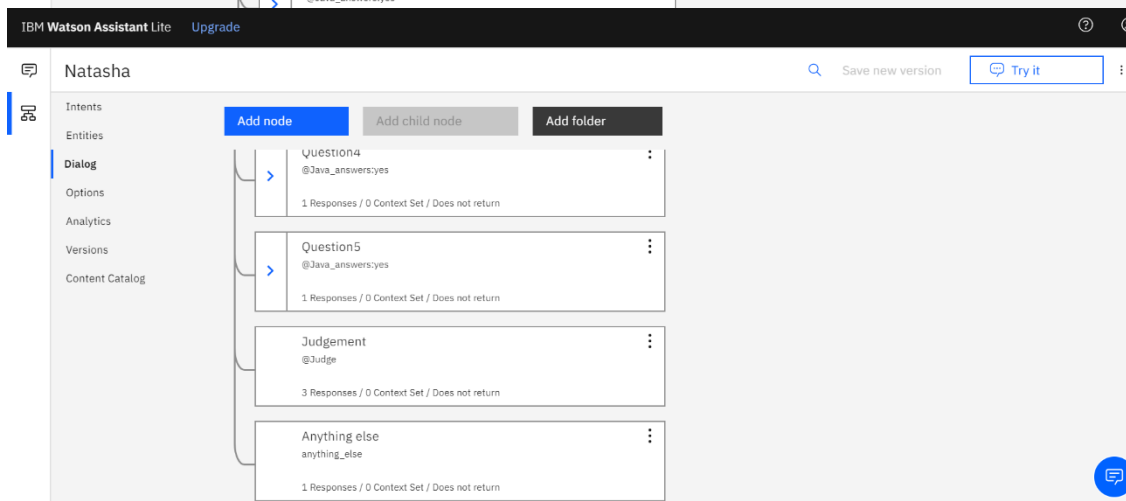 @Java_answers:yes
IBM Watson Assistant Lite Upgrade
Natasha
Save new version
Try it
Intents
Entities
Dialog
Options
Analytics
Versions
Content Catalog
Add node
Add child node
Add folder
Question4
@Java_answers:yes
1 Responses / 0 Context Set / Does not return
Question5
@Java_answers:yes
1 Responses / 0 Context Set / Does not return
Judgement
@Judge
3 Responses / 0 Context Set / Does not return
Anything else
anything_else
1 Responses / 0 Context Set / Does not return